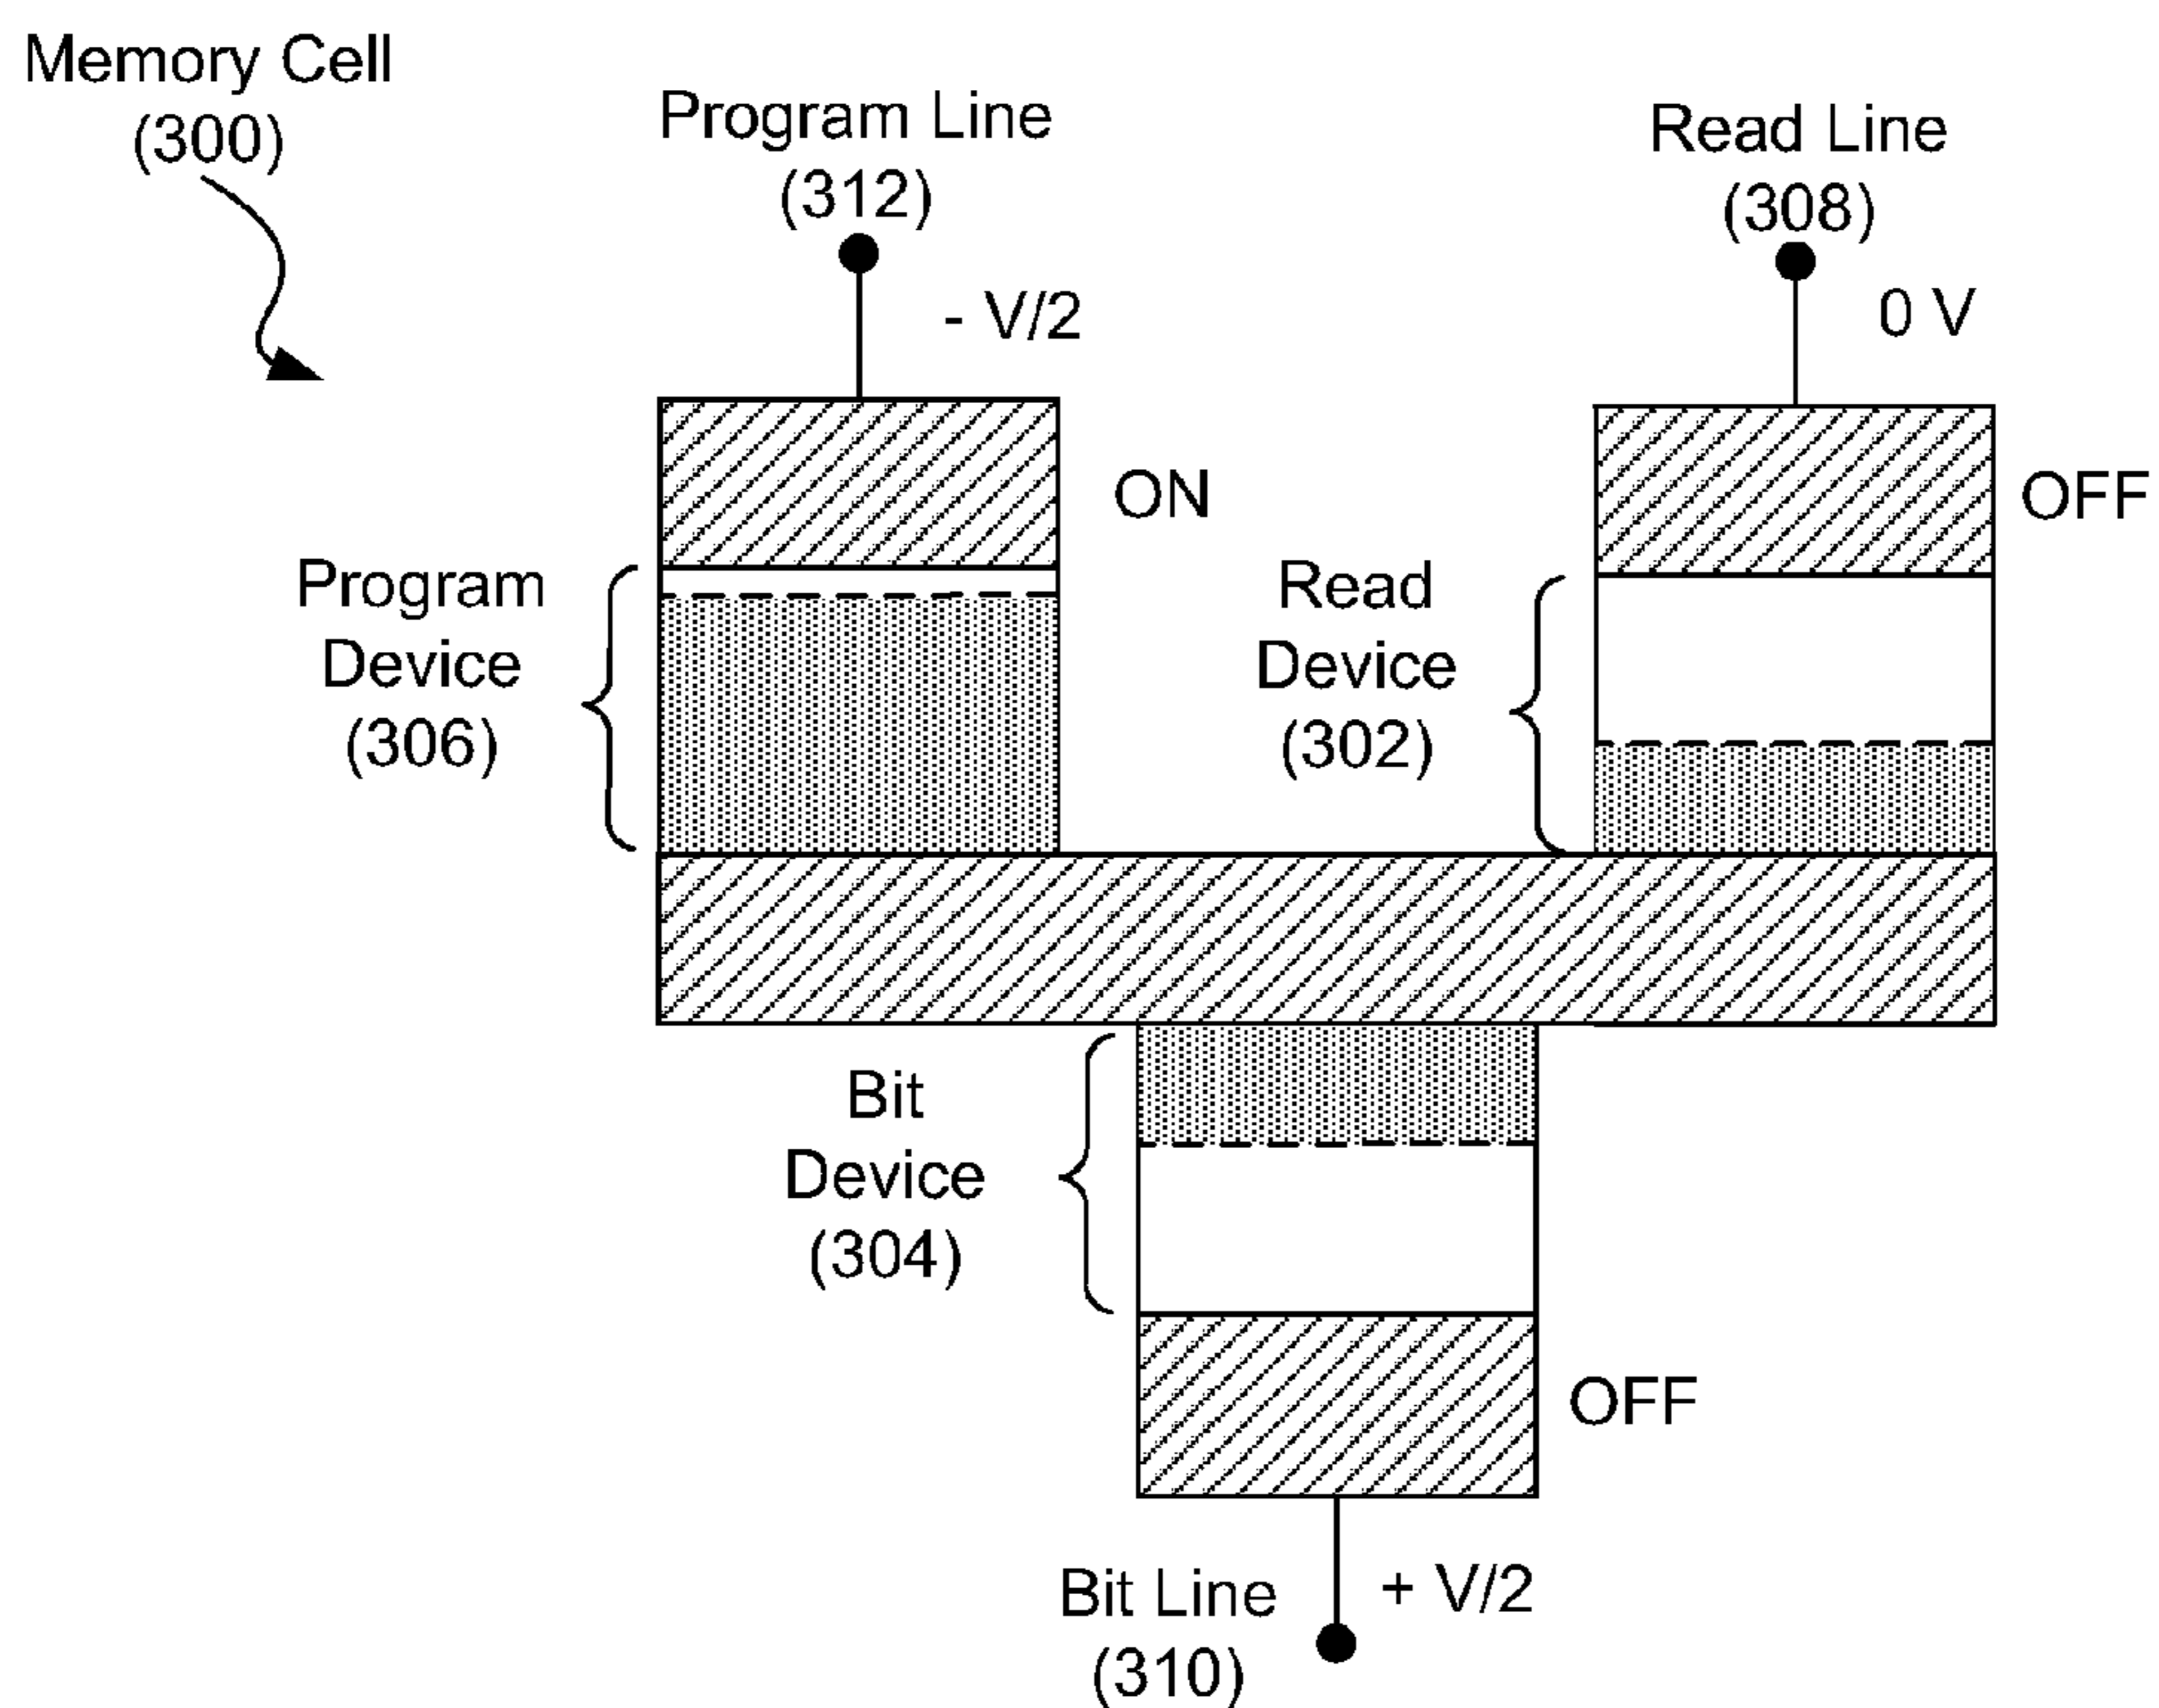 Memory Cell
(300)
Program Line
(312)
Read Line
(308)
- V/2
0 V
ON
OFF
Program
Device
(306)
Read
Device
(302)
Bit
Device
(304)
OFF
Bit Line
(310)
+ V/2